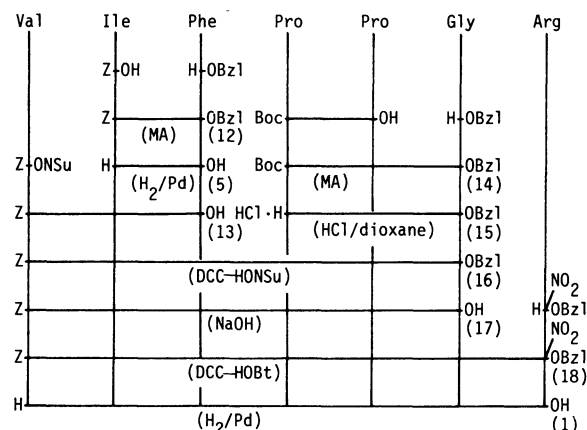 Val Ile Phe Pro Pro Gly Arg
Z OH H OBzl
Z OBzl Boc OH H OBzl
(MA) (12)
Z ONSu H OH Boc OBzl
(H2/Pd) (5) (MA) (14)
Z OH HCl·H OBzl
(13) (HCl/dioxane) (15)
Z OBzl
(DCC—HONSu) (16)
NO2
Z OH H OBzl
(NaOH) (17)
NO2
Z OBzl
(DCC—HOBt) (18)
H OH
(H2/Pd) (1)